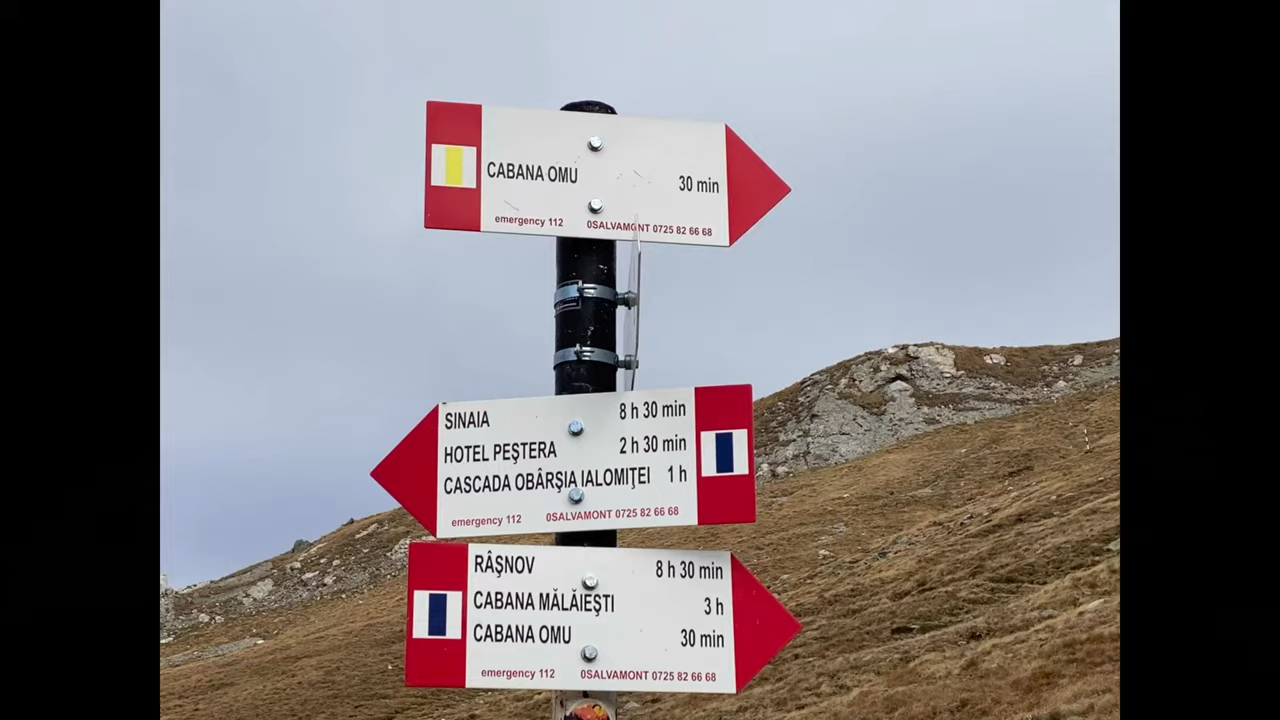 CABANA OMU 30 min
emergency 112 0SALVAMONT 0725 82 66 68
SINAIA 8 h 30 min
HOTEL PEŞTERA 2 h 30 min
CASCADA OBÂRŞIA IALOMIŢEI 1 h
emergency 112 0SALVAMONT 0725 82 66 68
RÂŞNOV 8 h 30 min
CABANA MĂLĂIEŞTI 3 h
CABANA OMU 30 min
emergency 112 0SALVAMONT 0725 82 66 68